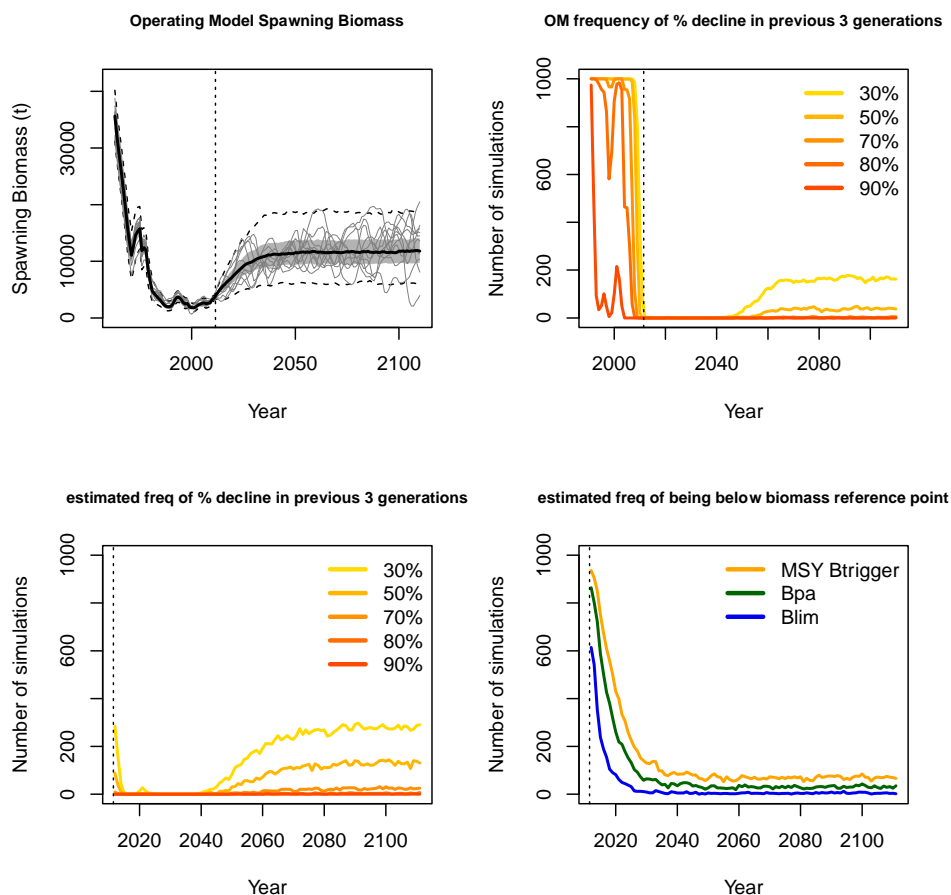 Operating Model Spawning Biomass
Spawning Biomass (t)
30000
10000
0
2000
2050
2100
Year
OM frequency of % decline in previous 3 generations
Number of simulations
1000
600
200
0
30%
50%
70%
80%
90%
2000
2040
2080
Year
estimated freq of % decline in previous 3 generations
Number of simulations
1000
600
200
0
30%
50%
70%
80%
90%
2020
2040
2060
2080
2100
Year
estimated freq of being below biomass reference point
Number of simulations
1000
600
200
0
MSY Btrigger
Bpa
Blim
2020
2040
2060
2080
2100
Year